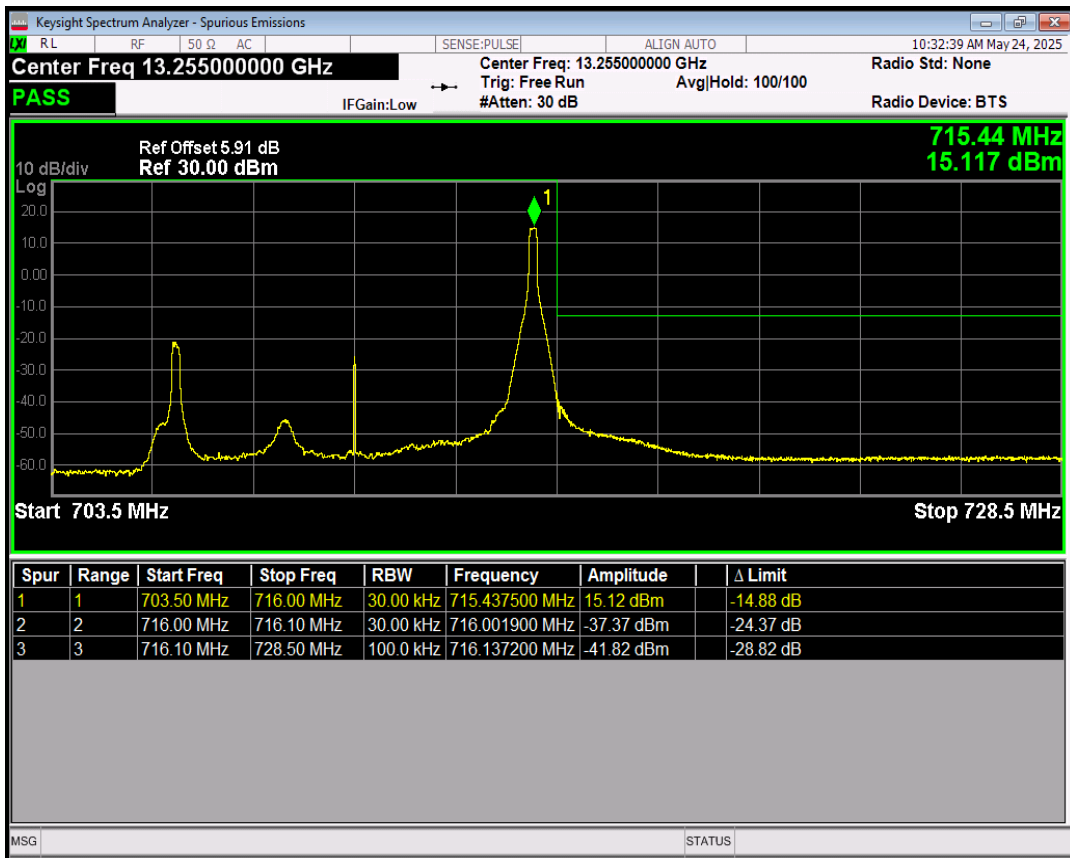 Keysight Spectrum Analyzer - Spurious Emissions
LXI RL RF 50 Ω AC SENSE:PULSE ALIGN AUTO 10:32:39 AM May 24, 2025
Center Freq 13.255000000 GHz Center Freq: 13.255000000 GHz Radio Std: None
Trig: Free Run Avg|Hold: 100/100
PASS IFGain:Low #Atten: 30 dB Radio Device: BTS
715.44 MHz
15.117 dBm
Ref Offset 5.91 dB
10 dB/div Ref 30.00 dBm
Log
1
20.0
10.0
0.00
-10.0
-20.0
-30.0
-40.0
-50.0
-60.0
Start 703.5 MHz Stop 728.5 MHz
Spur Range Start Freq Stop Freq RBW Frequency Amplitude Δ Limit
1 1 703.50 MHz 716.00 MHz 30.00 kHz 715.437500 MHz 15.12 dBm -14.88 dB
2 2 716.00 MHz 716.10 MHz 30.00 kHz 716.001900 MHz -37.37 dBm -24.37 dB
3 3 716.10 MHz 728.50 MHz 100.0 kHz 716.137200 MHz -41.82 dBm -28.82 dB
MSG STATUS